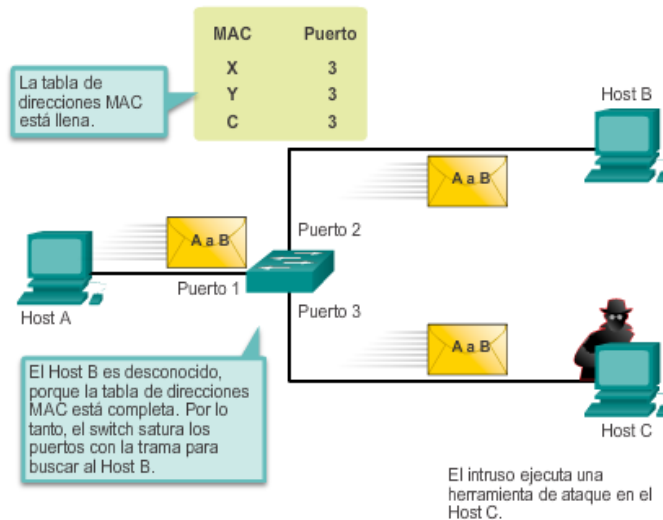 MAC Puerto
X 3
Y 3
C 3
La tabla de
direcciones MAC
está llena.
Host B
A a B
A a B
Puerto 2
Puerto 1
Host A
Puerto 3
A a B
El Host B es desconocido,
porque la tabla de direcciones
MAC está completa. Por lo
tanto, el switch satura los
puertos con la trama para
buscar al Host B.
Host C
El intruso ejecuta una
herramienta de ataque en el
Host C.